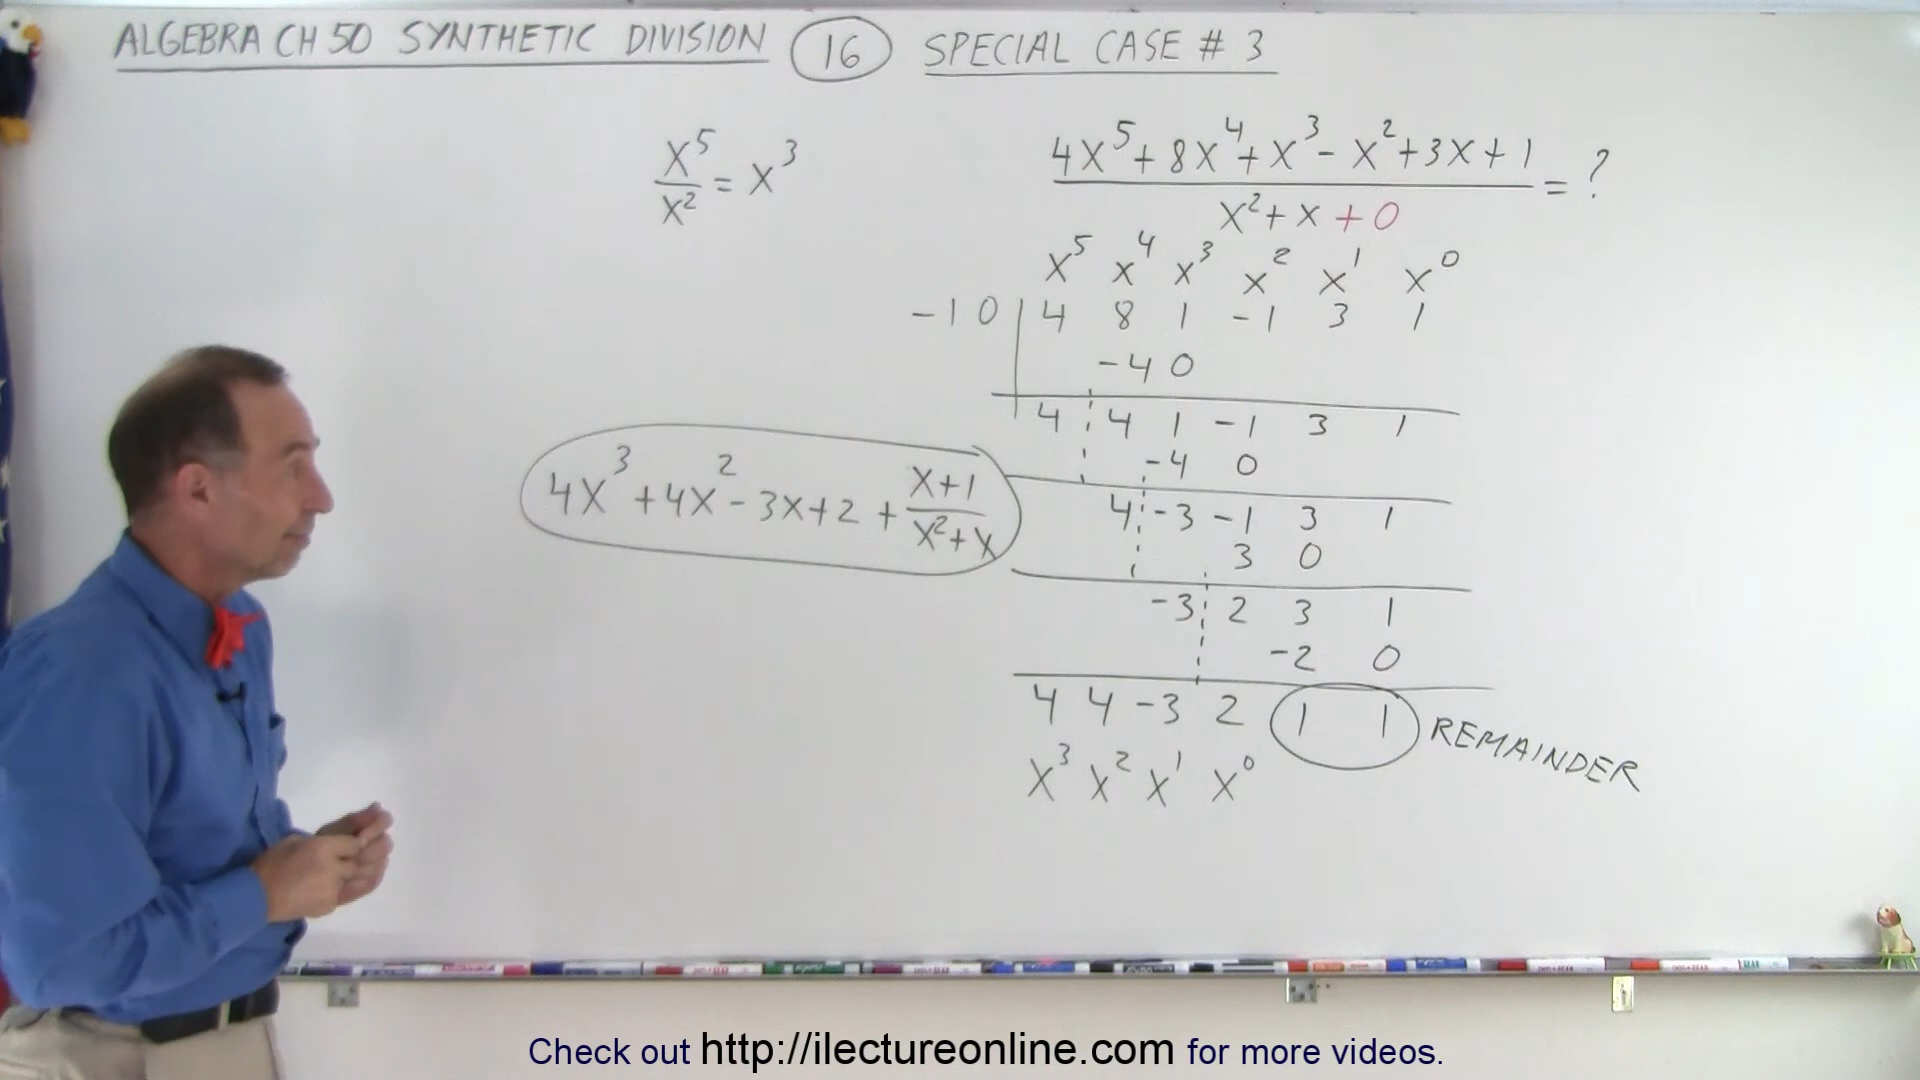 ALGEBRA CH 50 SYNTHETIC DIVISION 16 SPECIAL CASE # 3
x⁵/x² = x³
(4x⁵ + 8x⁴ + x³ - x² + 3x + 1)/(x² + x + 0) = ?
x⁵ x⁴ x³ x² x¹ x⁰
-1 0 | 4 8 1 -1 3 1
-4 0
4 4 1 -1 3 1
-4 0
4 -3 -1 3 1
3 0
-3 2 3 1
-2 0
4 4 -3 2 1 1 REMAINDER
x³ x² x¹ x⁰
4x³ + 4x² - 3x + 2 + (x+1)/(x²+x)
Check out http://ilectureonline.com for more videos.